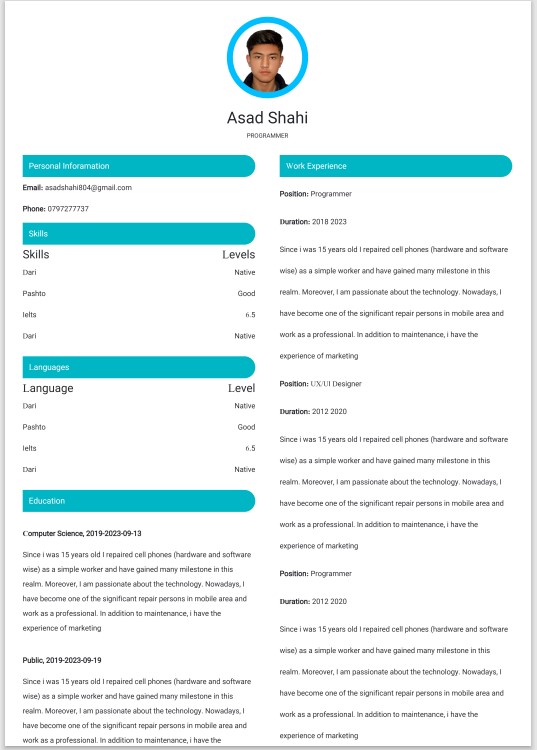 Asad Shahi
PROGRAMMER
Personal Inforamation
Email: asadshahi804@gmail.com
Phone: 0797277737
Skills
Skills Levels
Dari Native
Pashto Good
Ielts 6.5
Dari Native
Languages
Language Level
Dari Native
Pashto Good
Ielts 6.5
Dari Native
Education
Computer Science, 2019-2023-09-13
Since i was 15 years old I repaired cell phones (hardware and software
wise) as a simple worker and have gained many milestone in this
realm. Moreover, I am passionate about the technology. Nowadays, I
have become one of the significant repair persons in mobile area and
work as a professional. In addition to maintenance, i have the
experience of marketing
Public, 2019-2023-09-19
Since i was 15 years old I repaired cell phones (hardware and software
wise) as a simple worker and have gained many milestone in this
realm. Moreover, I am passionate about the technology. Nowadays, I
have become one of the significant repair persons in mobile area and
work as a professional. In addition to maintenance, i have the
Work Experience
Position: Programmer
Duration: 2018 2023
Since i was 15 years old I repaired cell phones (hardware and software
wise) as a simple worker and have gained many milestone in this
realm. Moreover, I am passionate about the technology. Nowadays, I
have become one of the significant repair persons in mobile area and
work as a professional. In addition to maintenance, i have the
experience of marketing
Position: UX/UI Designer
Duration: 2012 2020
Since i was 15 years old I repaired cell phones (hardware and software
wise) as a simple worker and have gained many milestone in this
realm. Moreover, I am passionate about the technology. Nowadays, I
have become one of the significant repair persons in mobile area and
work as a professional. In addition to maintenance, i have the
experience of marketing
Position: Programmer
Duration: 2012 2020
Since i was 15 years old I repaired cell phones (hardware and software
wise) as a simple worker and have gained many milestone in this
realm. Moreover, I am passionate about the technology. Nowadays, I
have become one of the significant repair persons in mobile area and
work as a professional. In addition to maintenance, i have the
experience of marketing